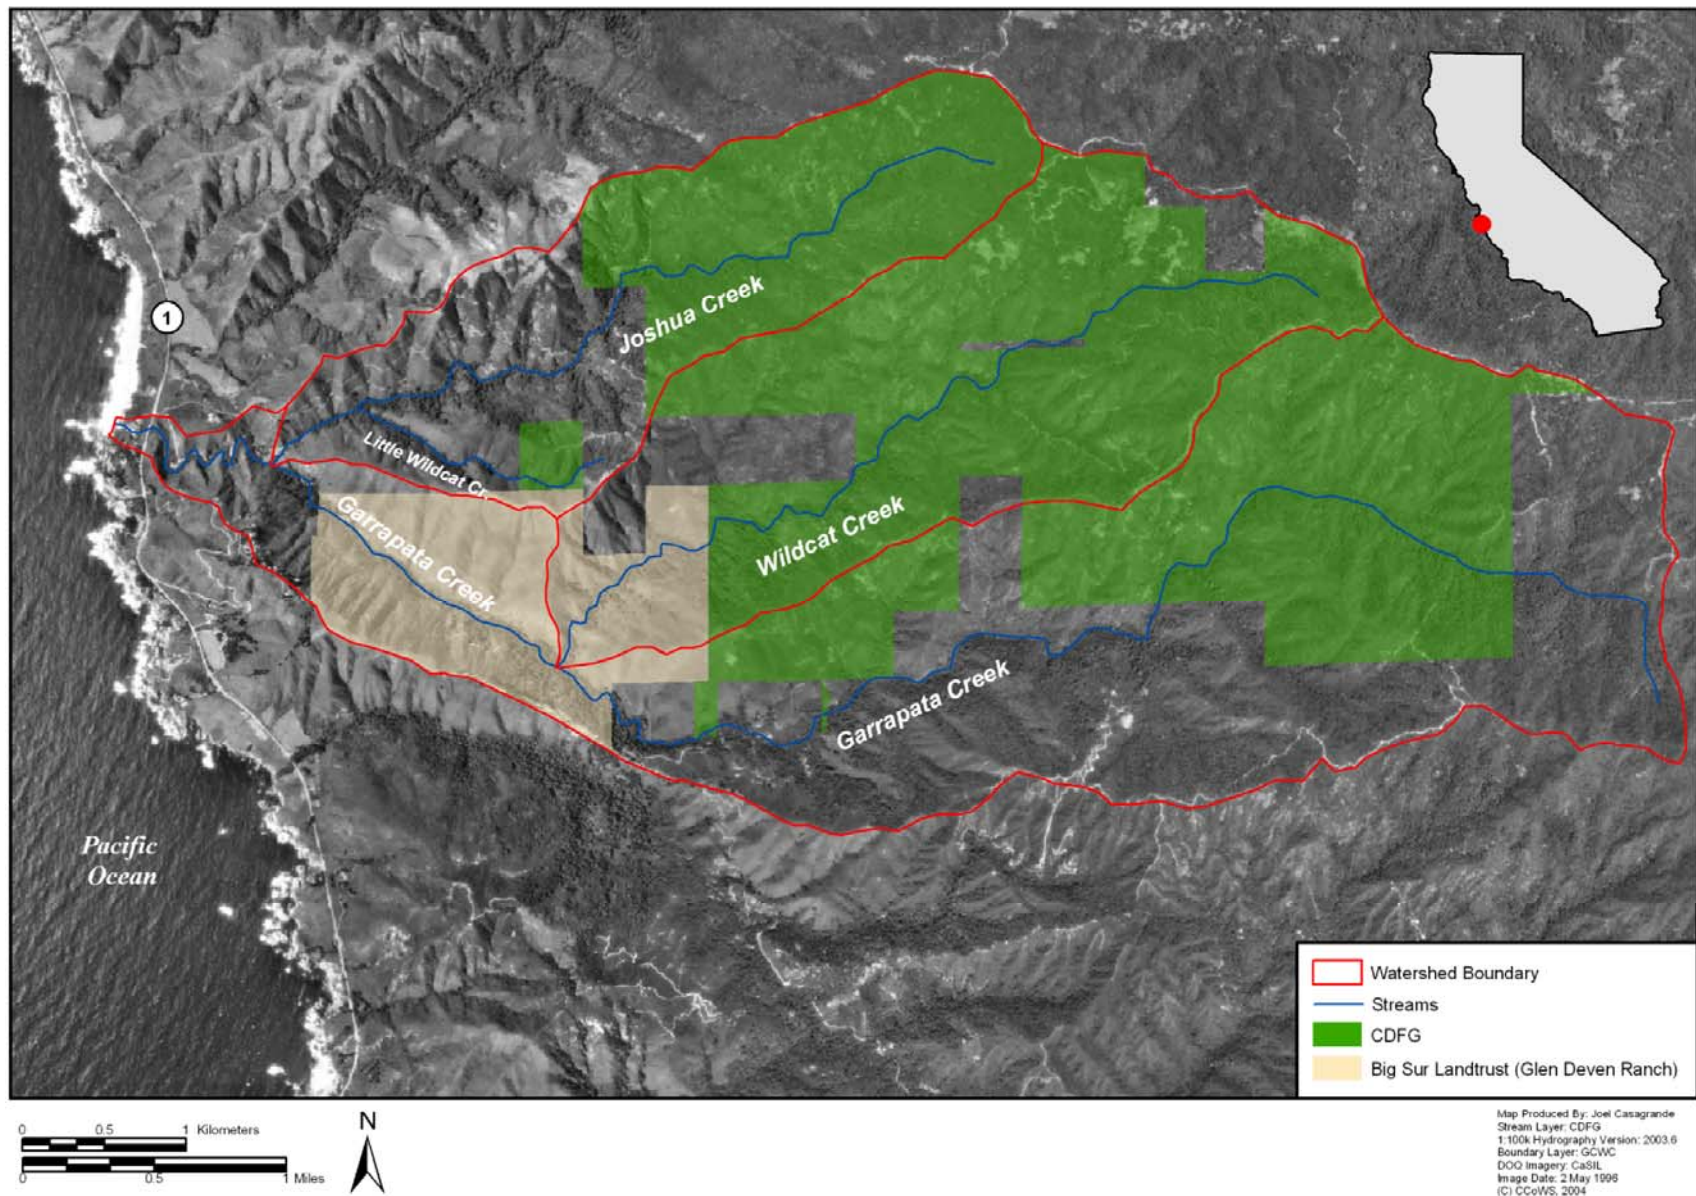 1
Joshua Creek
Little Wildcat Cr.
Garrapata Creek
Wildcat Creek
Garrapata Creek
Pacific
Ocean
Watershed Boundary
Streams
CDFG
Big Sur Landtrust (Glen Deven Ranch)
0 0.5 1 Kilometers
0 0.5 1 Miles
N
Map Produced By: Joel Casagrande
Stream Layer: CDFG
1:100k Hydrography Version: 2003.6
Boundary Layer: GCWC
DOQ Imagery: CaSIL
Image Date: 2 May 1996
(C) CCoWS, 2004